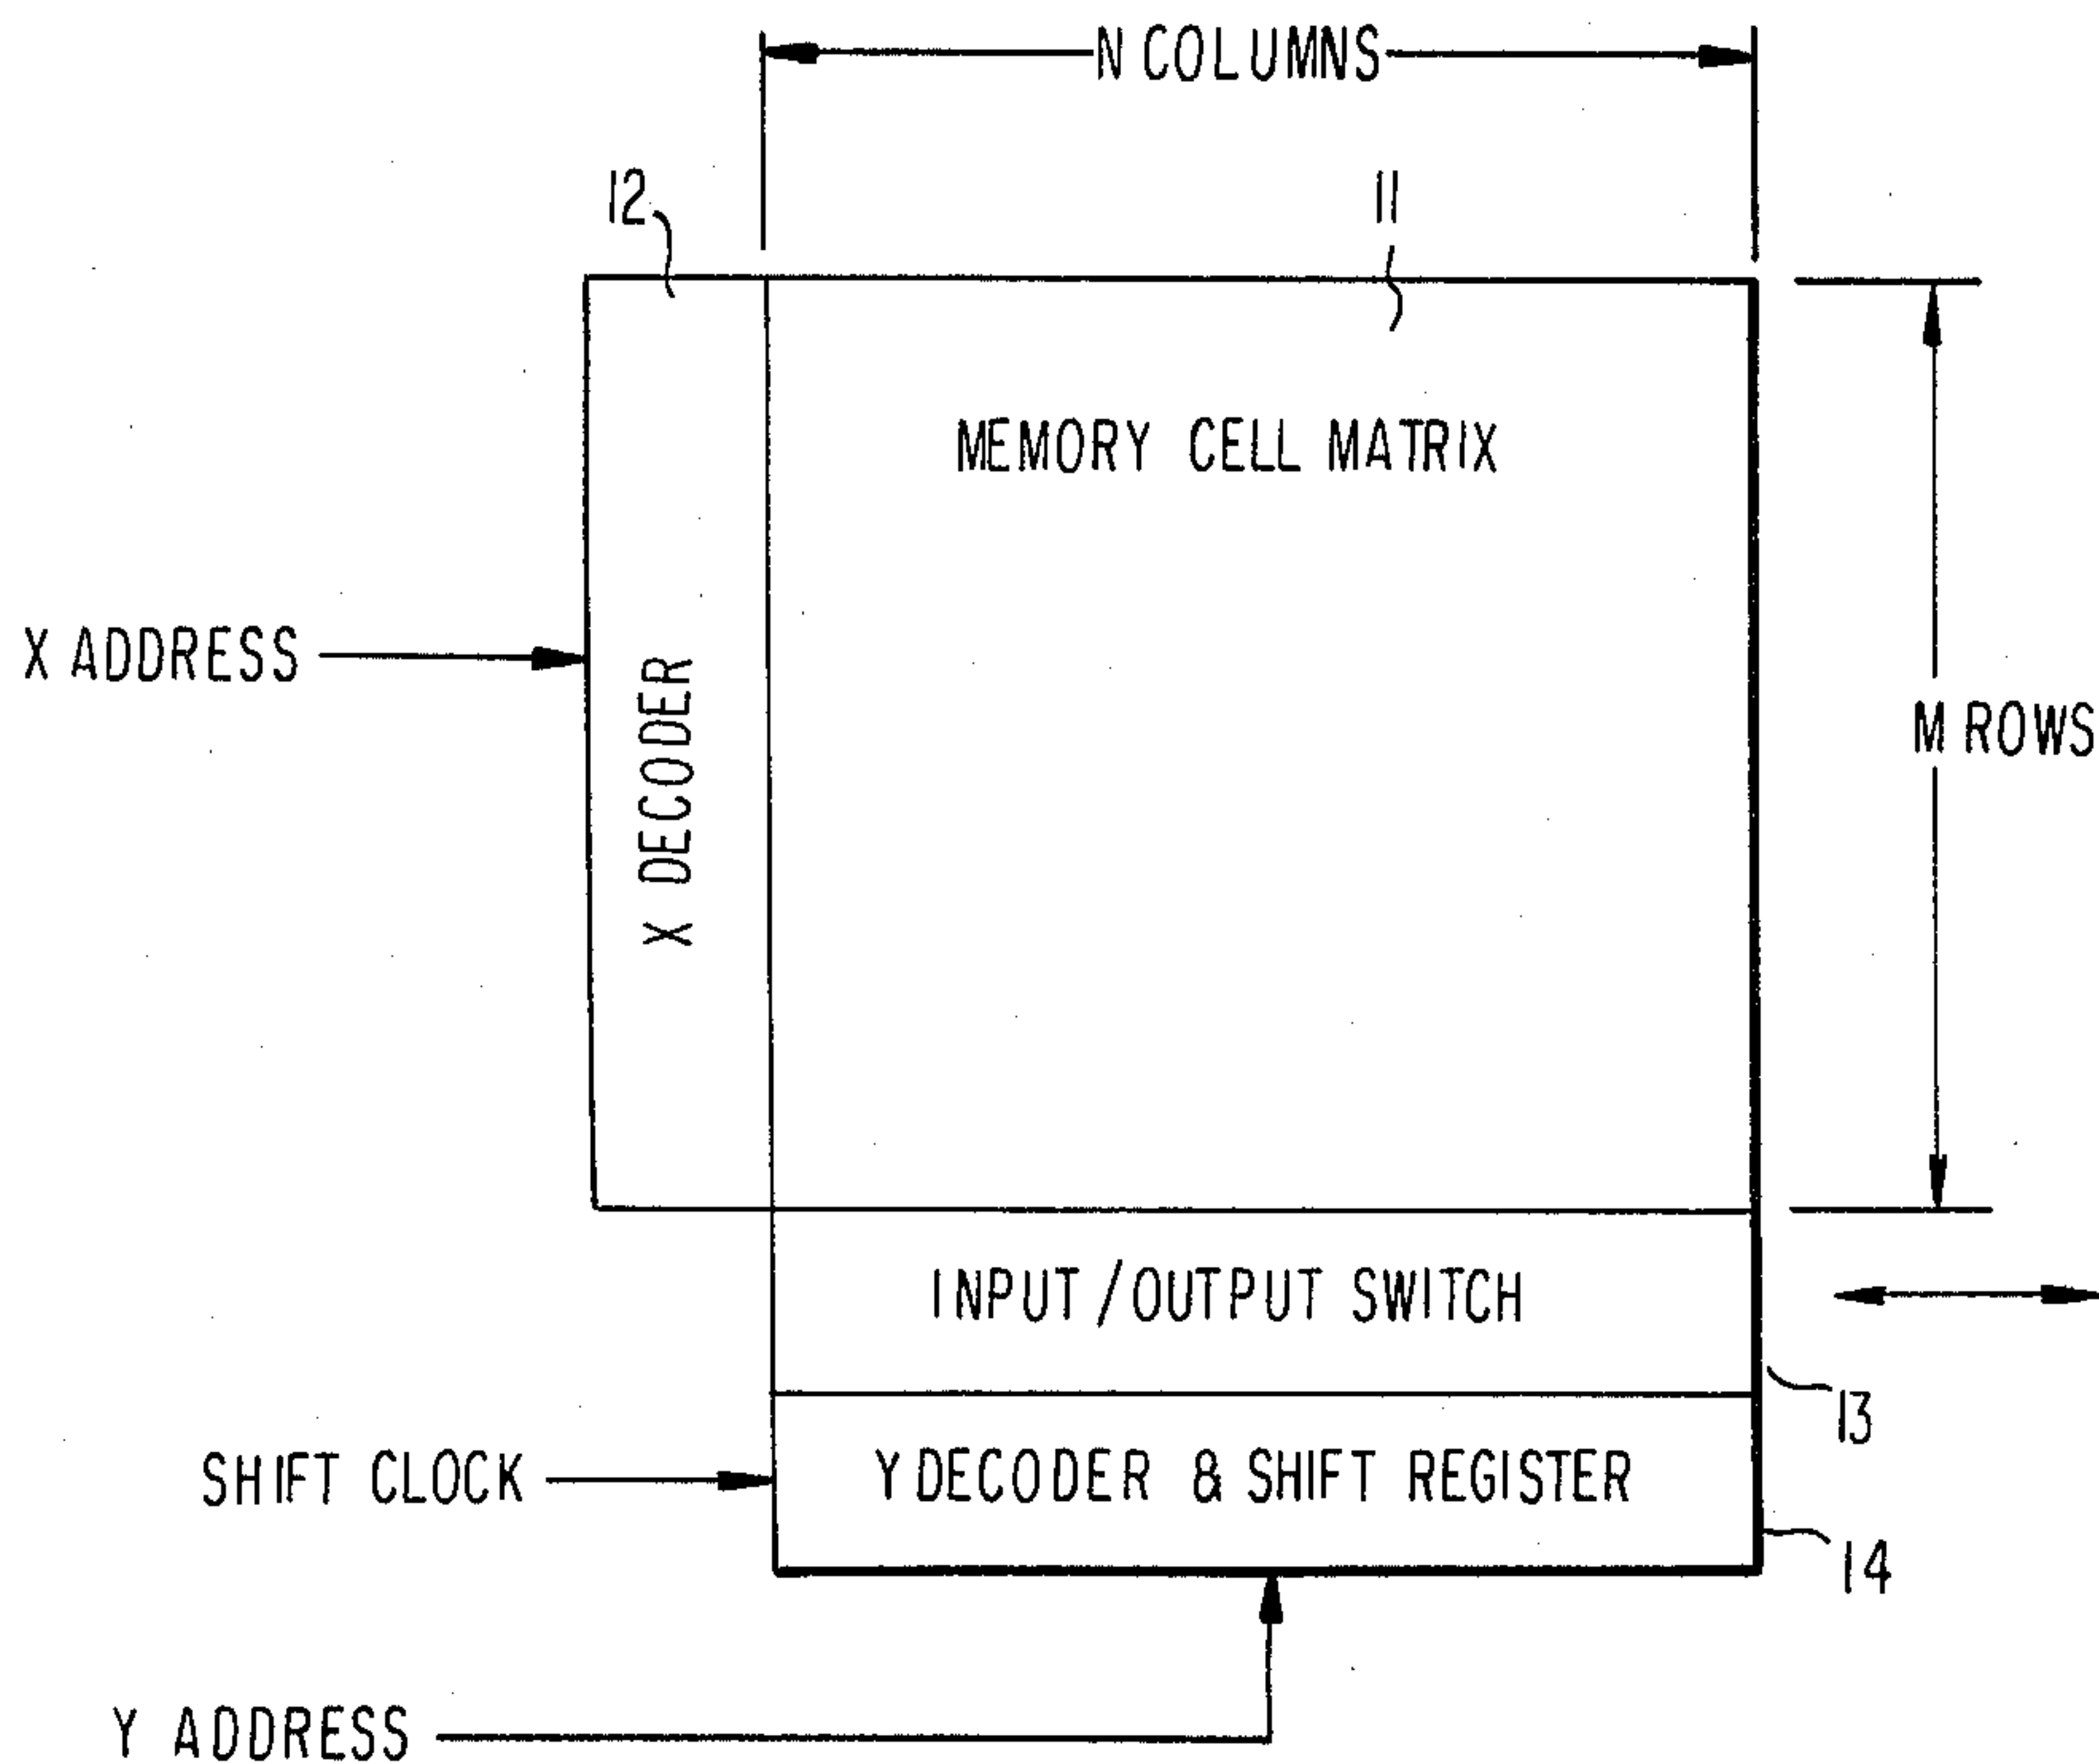 N COLUMNS
12
11
MEMORY CELL MATRIX
X ADDRESS
X DECODER
M ROWS
INPUT/OUTPUT SWITCH
13
SHIFT CLOCK
Y DECODER & SHIFT REGISTER
14
Y ADDRESS